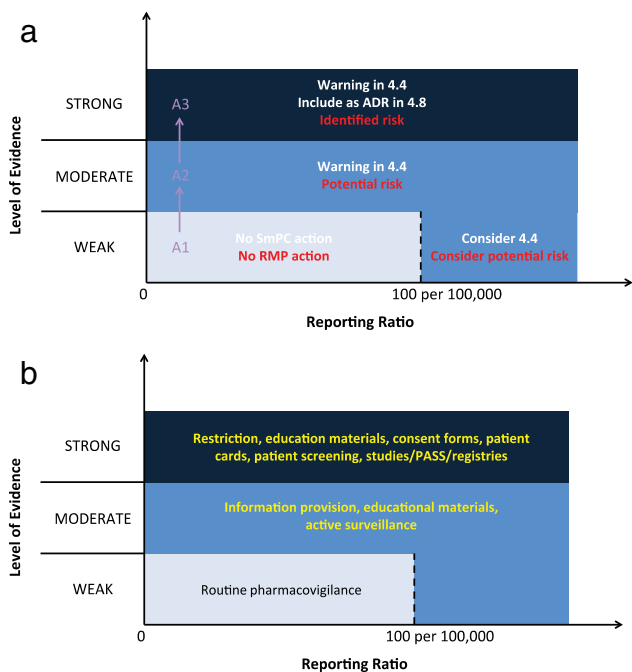 a
Level of Evidence
STRONG
A3
Warning in 4.4
Include as ADR in 4.8
Identified risk
MODERATE
A2
Warning in 4.4
Potential risk
WEAK
A1
No SmPC action
No RMP action
Consider 4.4
Consider potential risk
0
100 per 100,000
Reporting Ratio
b
Level of Evidence
STRONG
Restriction, education materials, consent forms, patient
cards, patient screening, studies/PASS/registries
MODERATE
Information provision, educational materials,
active surveillance
WEAK
Routine pharmacovigilance
0
100 per 100,000
Reporting Ratio